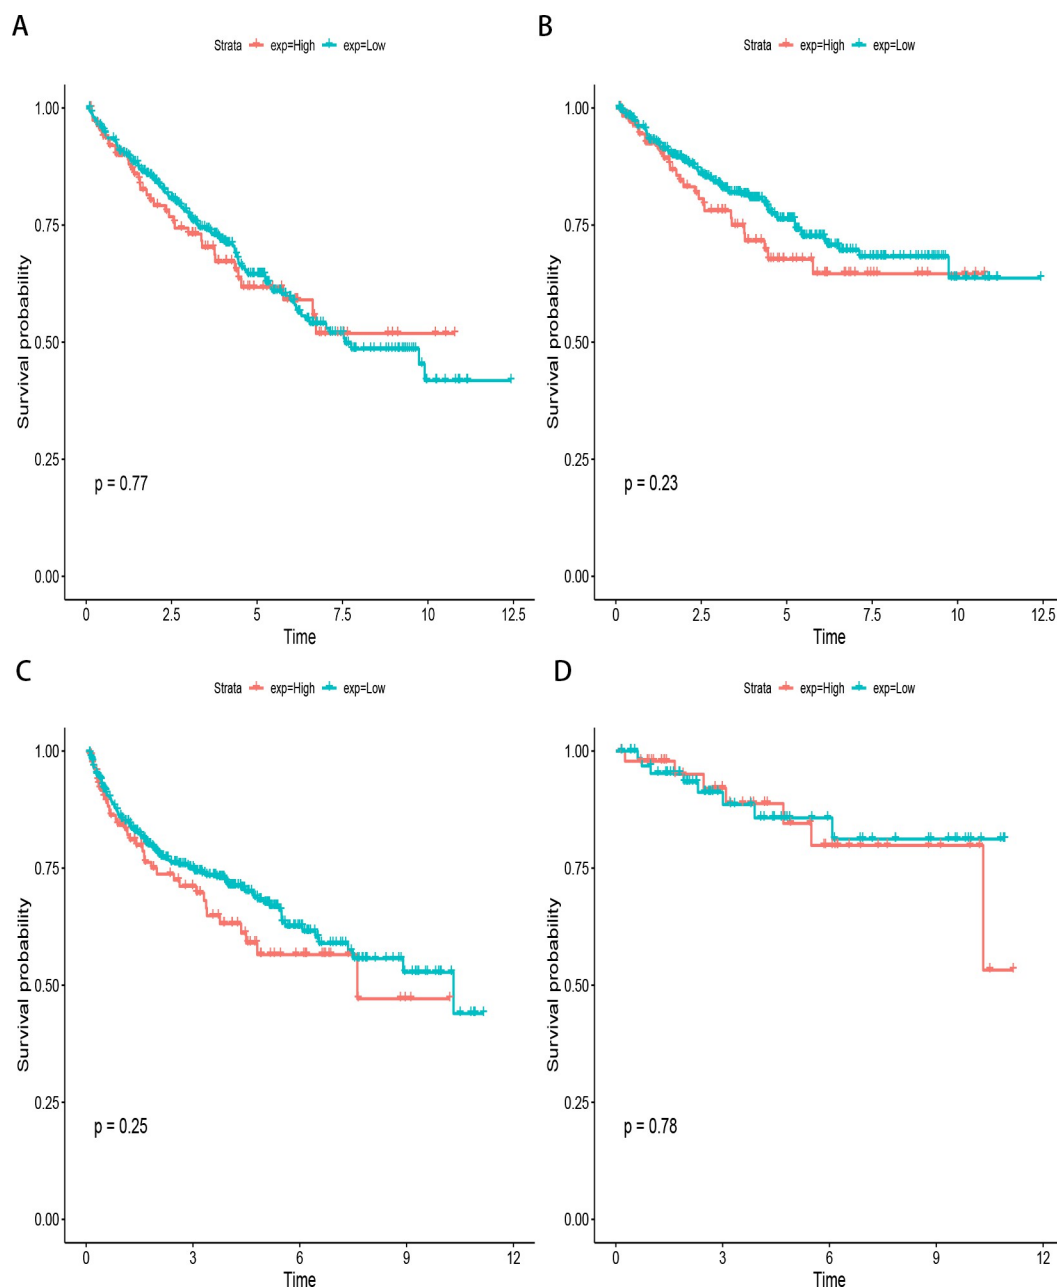 A
Strata exp=High exp=Low
1.00
0.75
0.50
0.25
0.00
Survival probability
p = 0.77
0 2.5 5 7.5 10 12.5
Time
B
Strata exp=High exp=Low
1.00
0.75
0.50
0.25
0.00
Survival probability
p = 0.23
0 2.5 5 7.5 10 12.5
Time
C
Strata exp=High exp=Low
1.00
0.75
0.50
0.25
0.00
Survival probability
p = 0.25
0 3 6 9 12
Time
D
Strata exp=High exp=Low
1.00
0.75
0.50
0.25
0.00
Survival probability
p = 0.78
0 3 6 9 12
Time